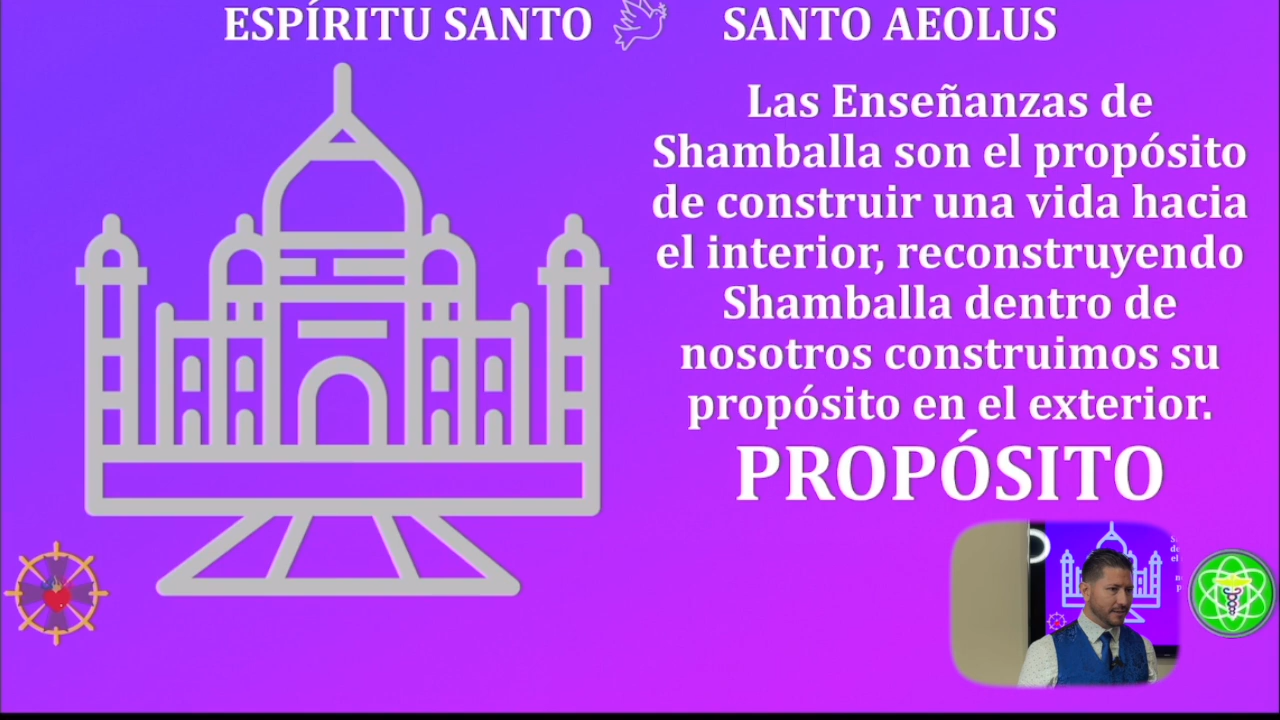 ESPÍRITU SANTO SANTO AEOLUS
Las Enseñanzas de
Shamballa son el propósito
de construir una vida hacia
el interior, reconstruyendo
Shamballa dentro de
nosotros construimos su
propósito en el exterior.
PROPÓSITO